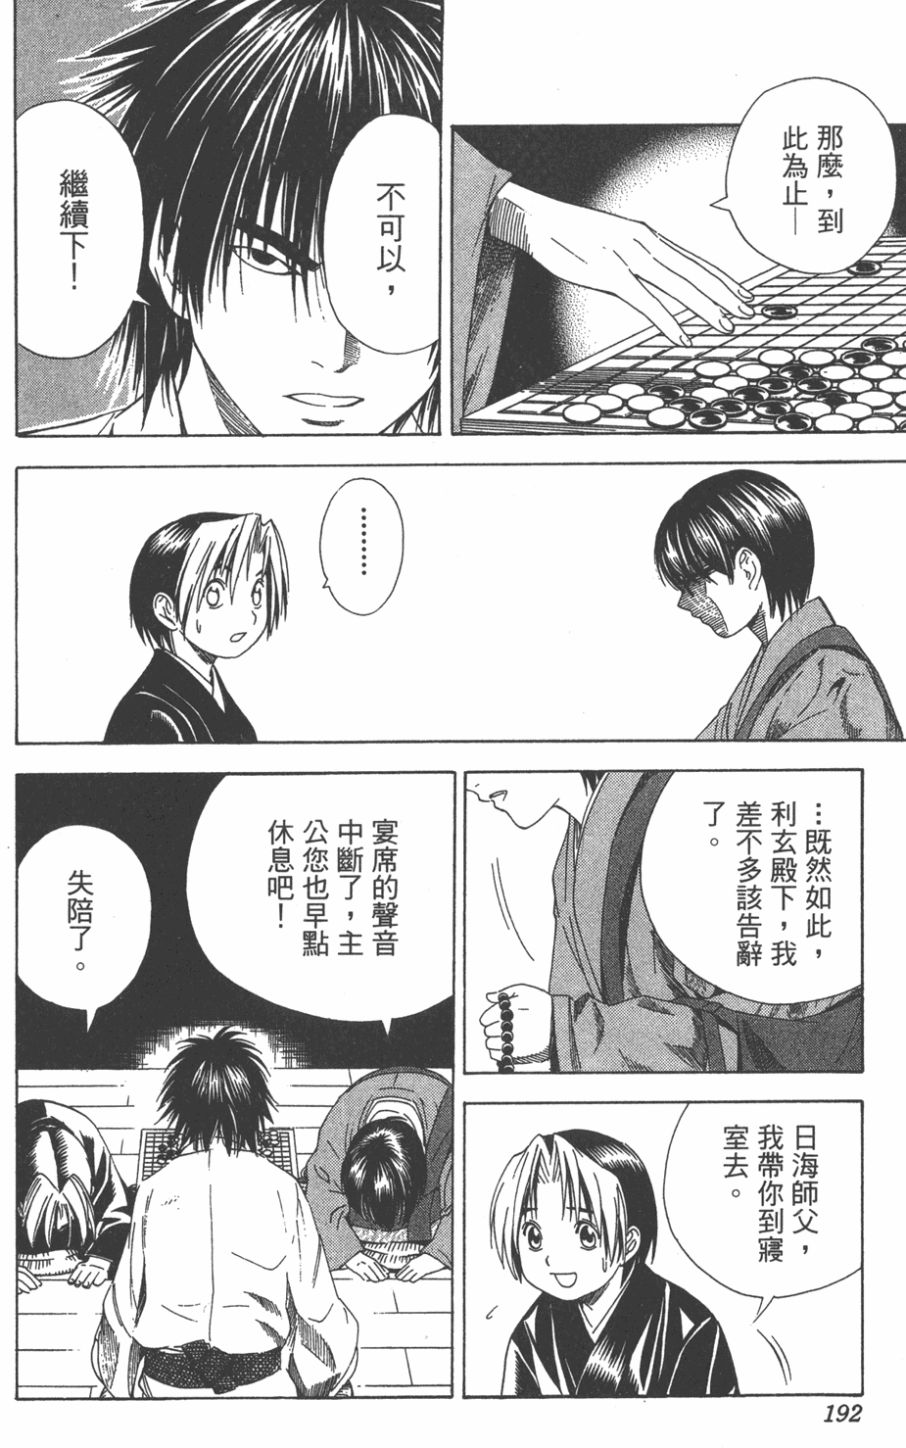 那麼，到
此為止—
不可以，
繼續下！
………
…既然如此，
利玄殿下，我
差不多該告辭
了。
日海師父，
我帶你到寢
室去。
宴席的聲音
中斷了，主
公您也早點
休息吧！
失陪了。
192